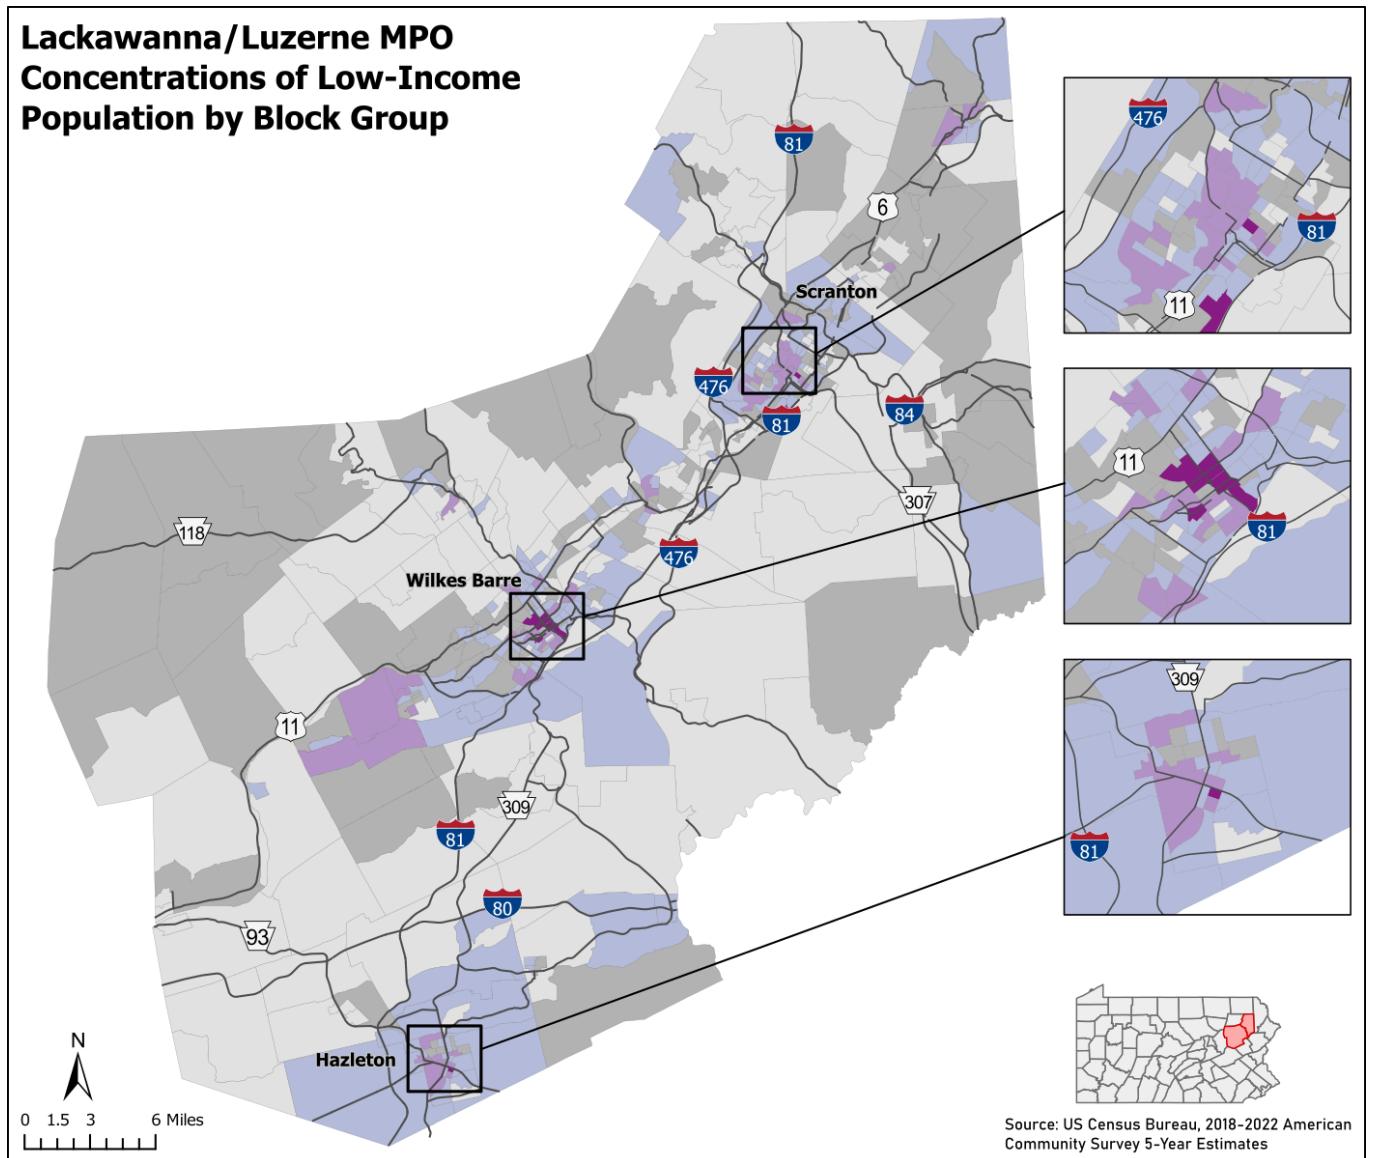 Lackawanna/Luzerne MPO
Concentrations of Low-Income
Population by Block Group
81
6
Scranton
476
81
84
307
118
476
Wilkes Barre
11
309
81
80
93
Hazleton
476
81
11
11
81
309
81
N
0 1.5 3 6 Miles
Source: US Census Bureau, 2018-2022 American
Community Survey 5-Year Estimates